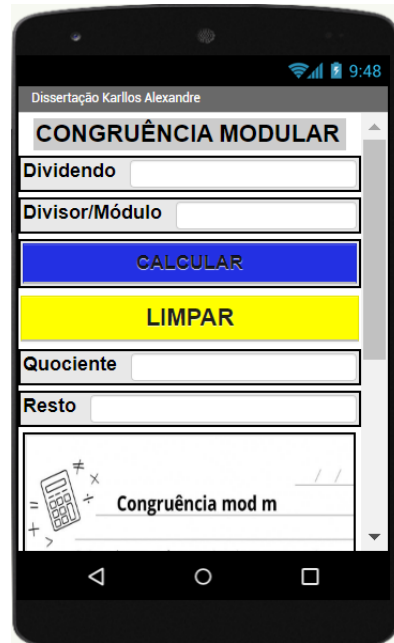 9:48
Dissertação Karllos Alexandre
CONGRUÊNCIA MODULAR
Dividendo
Divisor/Módulo
CALCULAR
LIMPAR
Quociente
Resto
≠
×
= ÷
+
>
/ /
Congruência mod m